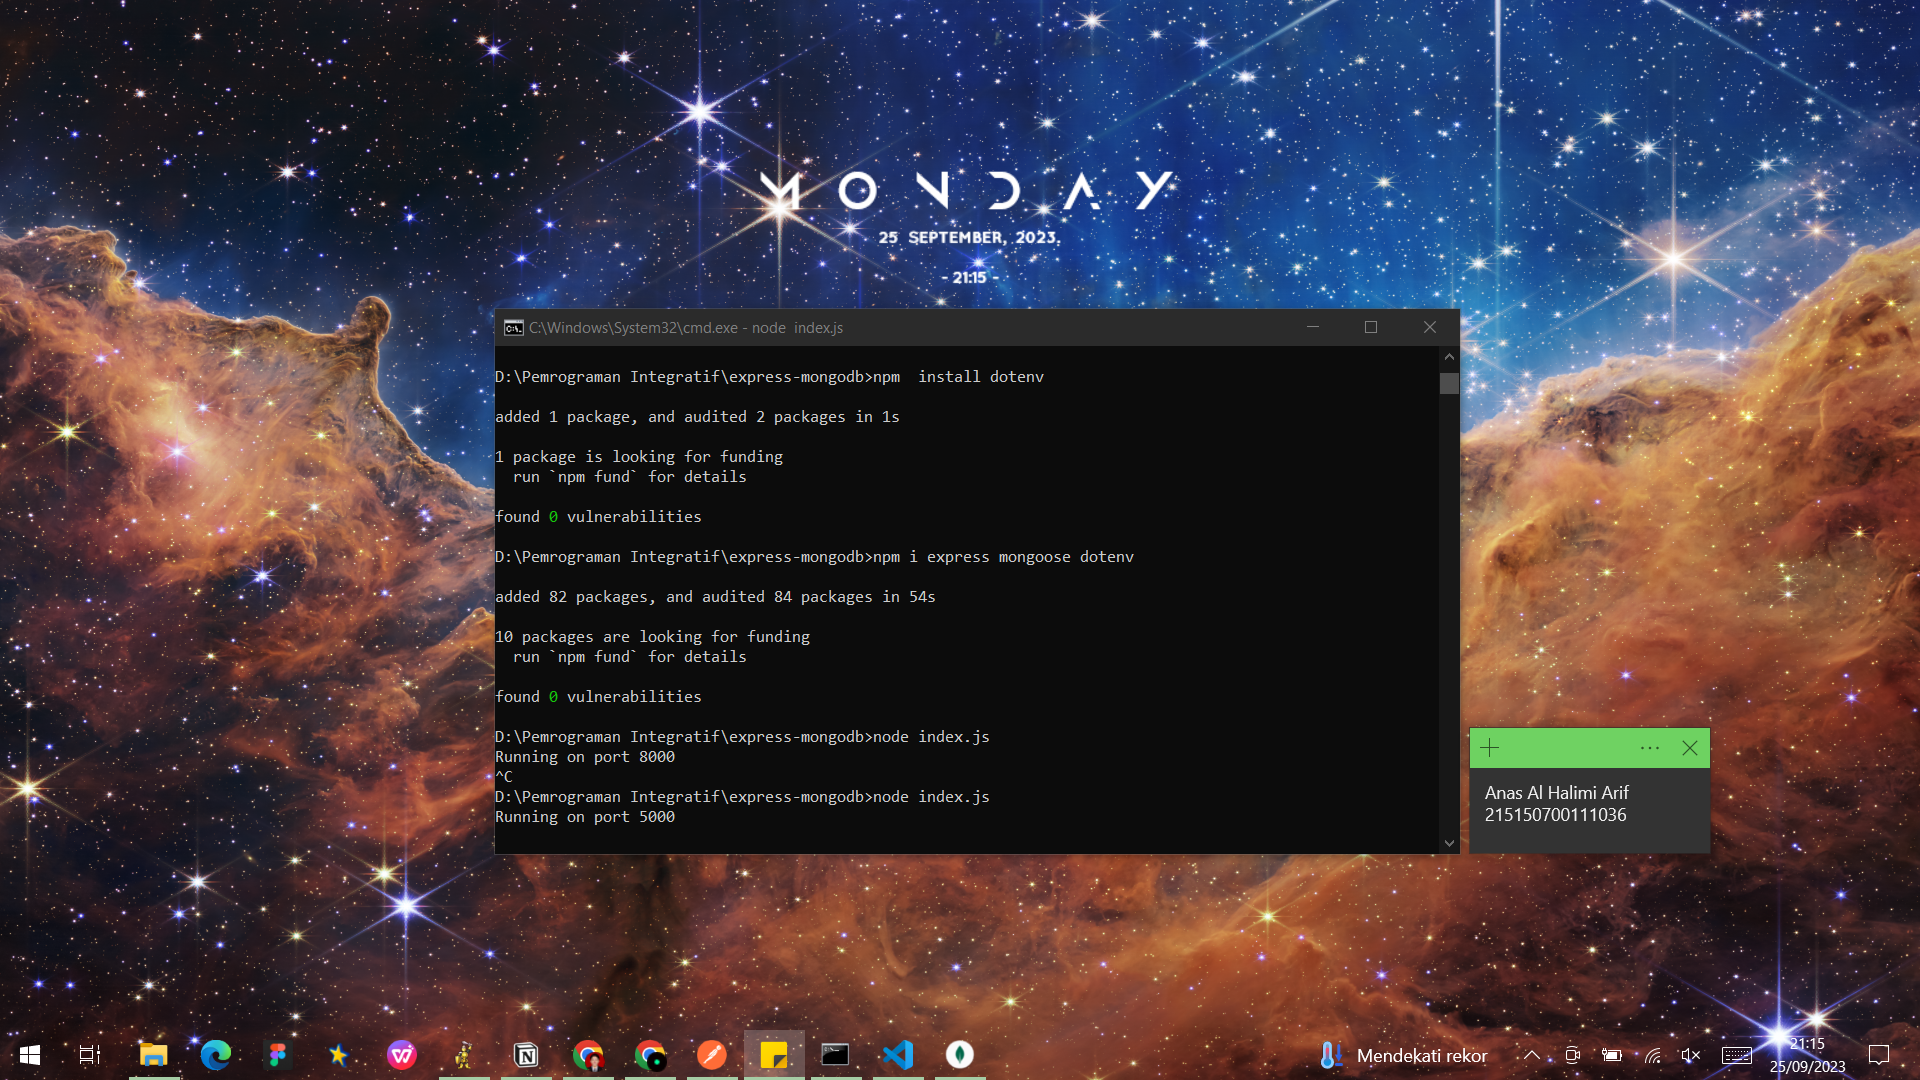 MONDAY
25 SEPTEMBER, 2023.
- 21:15 -
C:\Windows\System32\cmd.exe - node  index.js
D:\Pemrograman Integratif\express-mongodb>npm  install dotenv
added 1 package, and audited 2 packages in 1s
1 package is looking for funding
  run `npm fund` for details
found 0 vulnerabilities
D:\Pemrograman Integratif\express-mongodb>npm i express mongoose dotenv
added 82 packages, and audited 84 packages in 54s
10 packages are looking for funding
  run `npm fund` for details
found 0 vulnerabilities
D:\Pemrograman Integratif\express-mongodb>node index.js
Running on port 8000
^C
D:\Pemrograman Integratif\express-mongodb>node index.js
Running on port 5000
Anas Al Halimi Arif
215150700111036
Mendekati rekor
21:15
25/09/2023